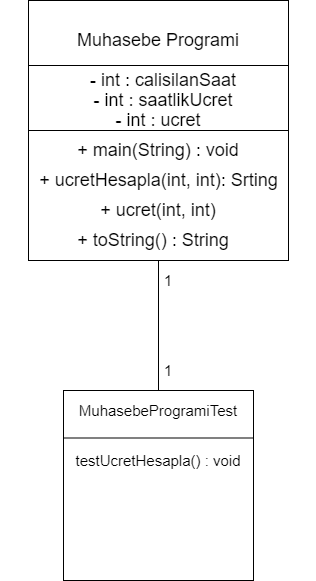 Muhasebe Programi
- int : calisilanSaat
- int : saatlikUcret
- int : ucret
+ main(String) : void
+ ucretHesapla(int, int): Srting
+ ucret(int, int)
+ toString() : String
1
1
MuhasebeProgramiTest
testUcretHesapla() : void